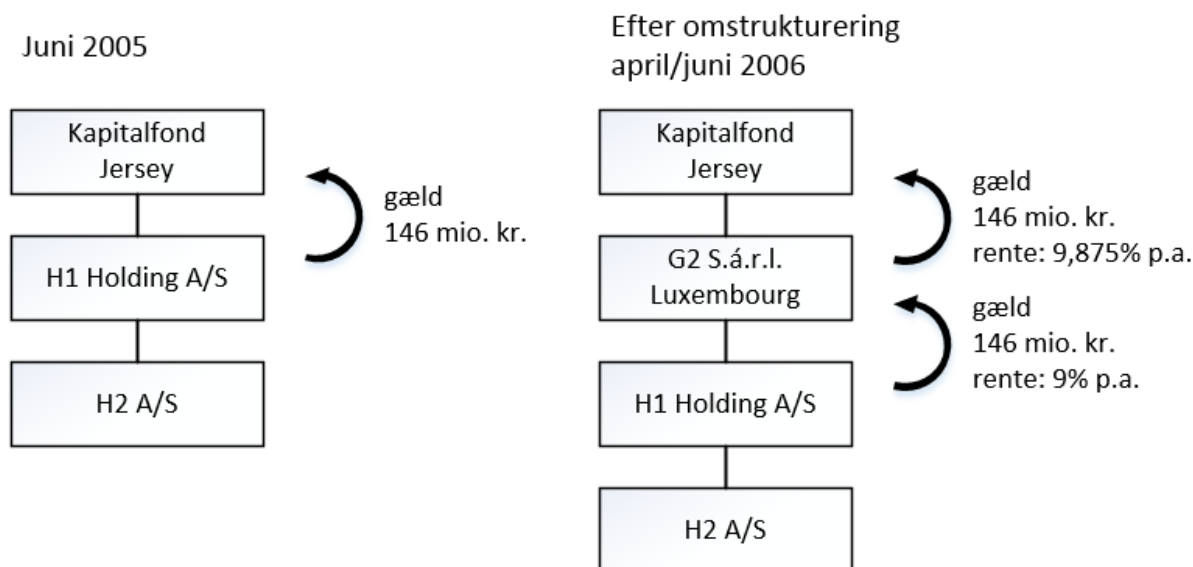 Juni 2005
Kapitalfond
Jersey
gæld
146 mio. kr.
H1 Holding A/S
H2 A/S
Efter omstrukturering
april/juni 2006
Kapitalfond
Jersey
gæld
146 mio. kr.
rente: 9,875% p.a.
G2 S.á.r.l.
Luxembourg
gæld
146 mio. kr.
rente: 9% p.a.
H1 Holding A/S
H2 A/S